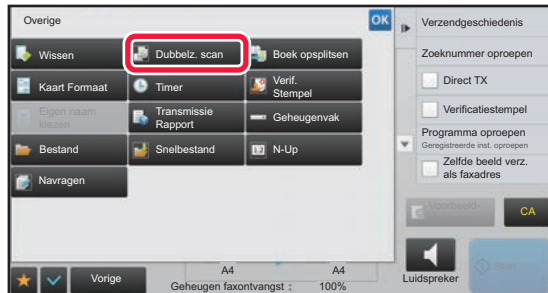 Overige
OK
Wissen
Dubbelz. scan
Boek opsplitsen
Kaart Formaat
Timer
Verif.
Stempel
Eigen naam
kiezen
Transmissie
Rapport
Geheugenvak
Bestand
Snelbestand
N-Up
Navragen
Vorige
A4
A4
Geheugen faxontvangst :
100%
Verzendgeschiedenis
Zoeknummer oproepen
Direct TX
Verificatiestempel
Programma oproepen
Geregistreerde inst. oproepen
Zelfde beeld verz.
als faxadres
Voorbeeld-
CA
Luidspreker
Start